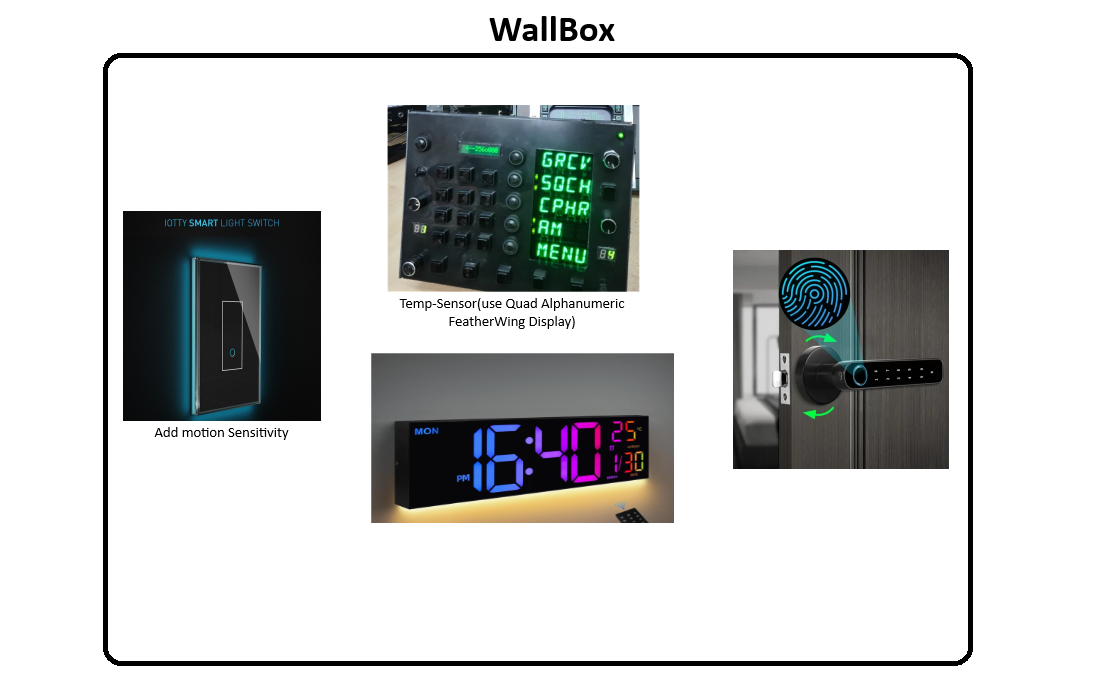 WallBox
IOTTY SMART LIGHT SWITCH
Add motion Sensitivity
GRCV
SQCH
CPHR
AM
MENU
Temp-Sensor(use Quad Alphanumeric
FeatherWing Display)
MON
PM
16:40
25°C
1/30